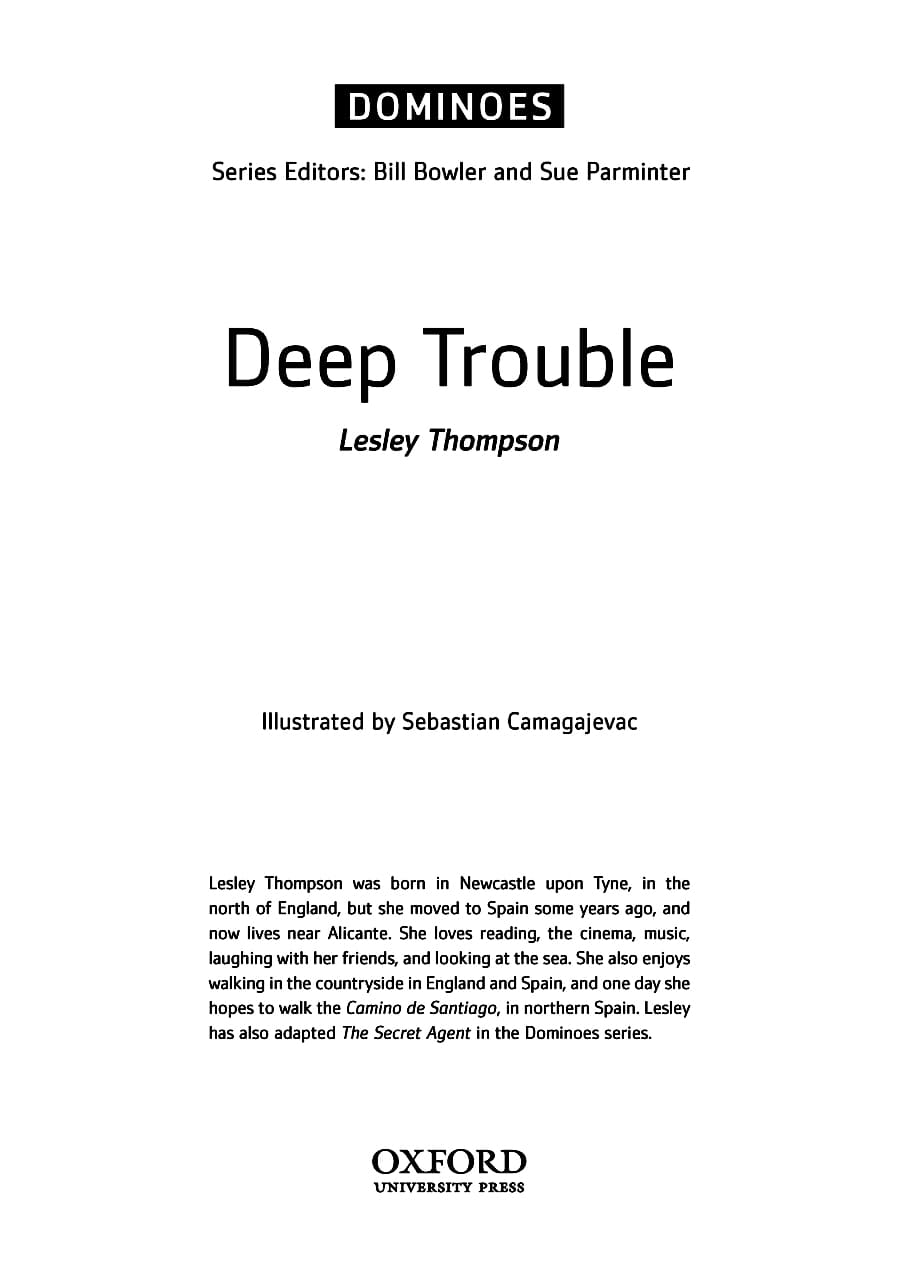 DOMINOES
Series Editors: Bill Bowler and Sue Parminter
Deep Trouble
Lesley Thompson
Illustrated by Sebastian Camagajevac
Lesley Thompson was born in Newcastle upon Tyne, in the
north of England, but she moved to Spain some years ago, and
now lives near Alicante. She loves reading, the cinema, music,
laughing with her friends, and looking at the sea. She also enjoys
walking in the countryside in England and Spain, and one day she
hopes to walk the Camino de Santiago, in northern Spain. Lesley
has also adapted The Secret Agent in the Dominoes series.
OXFORD
UNIVERSITY PRESS